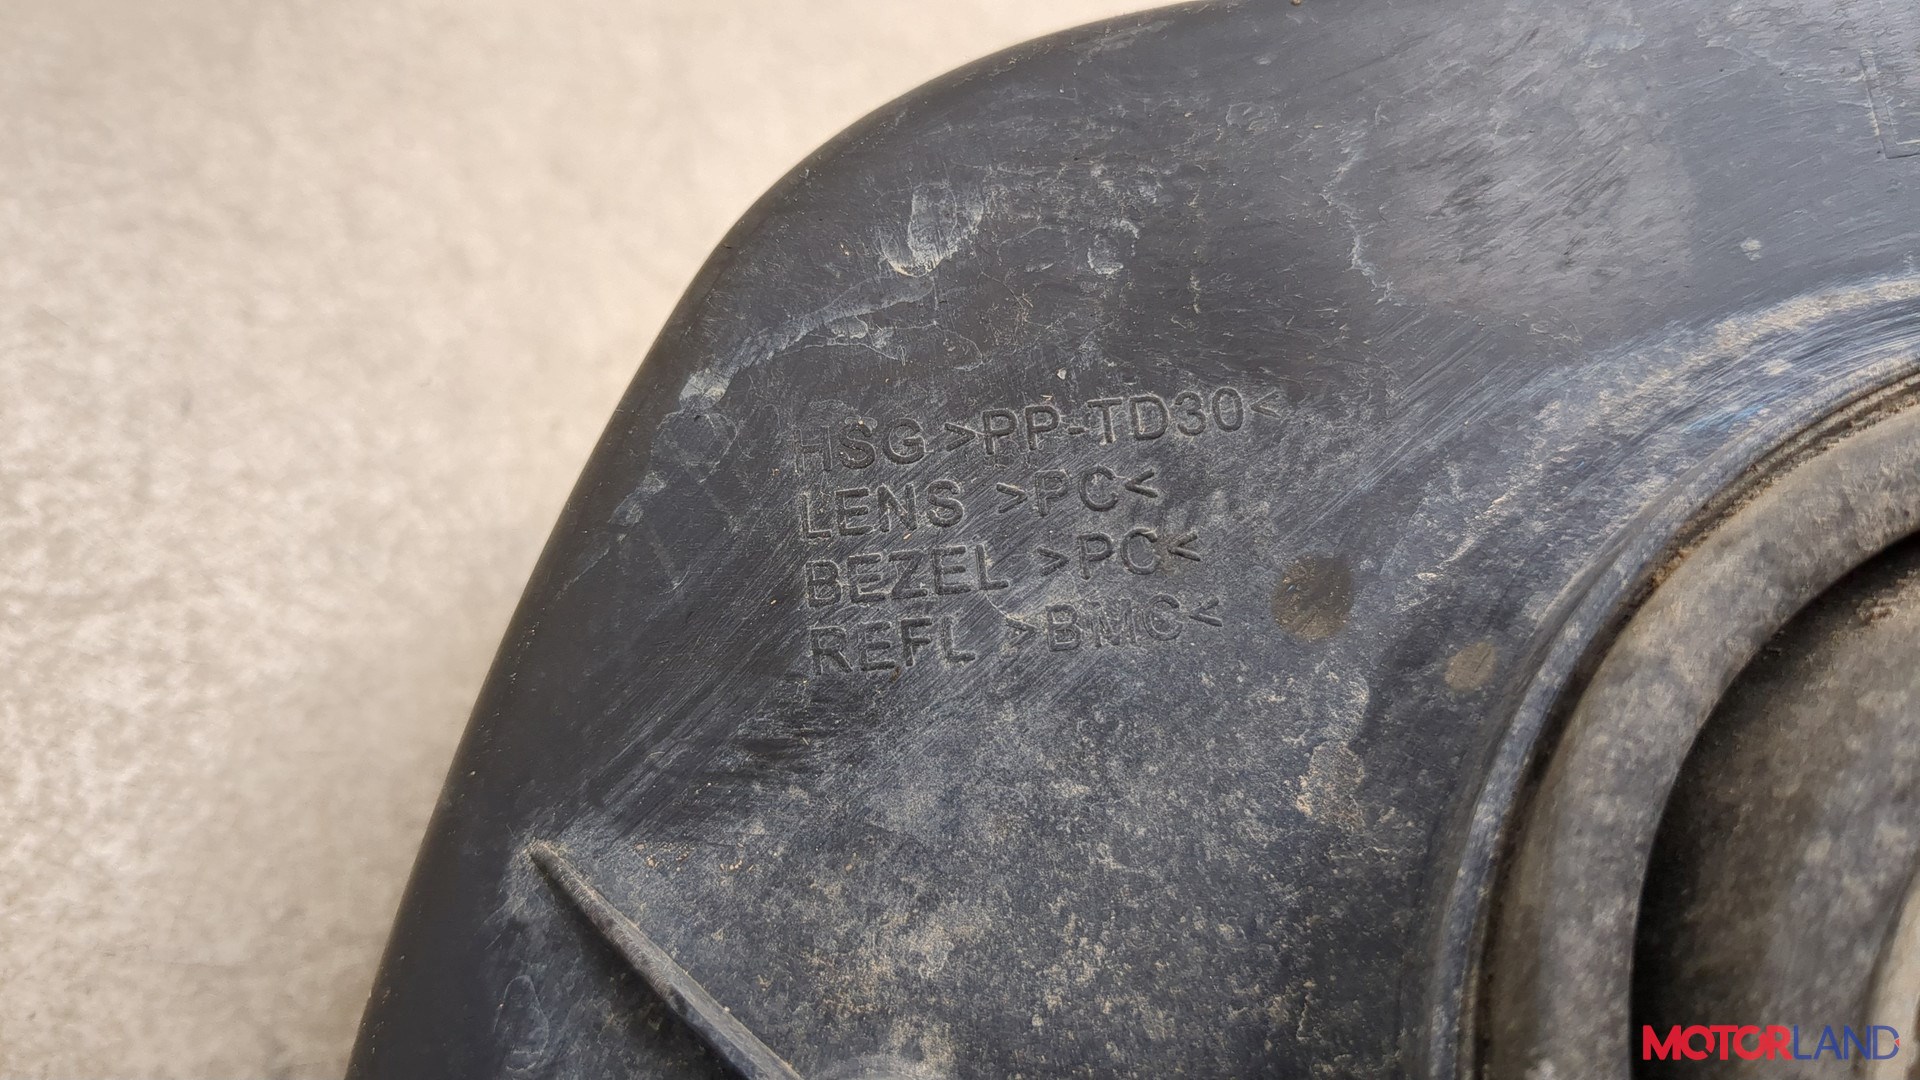 HSG >PP-TD30<
LENS >PC<
BEZEL >PC<
REFL >BMC<
MOTORLAND